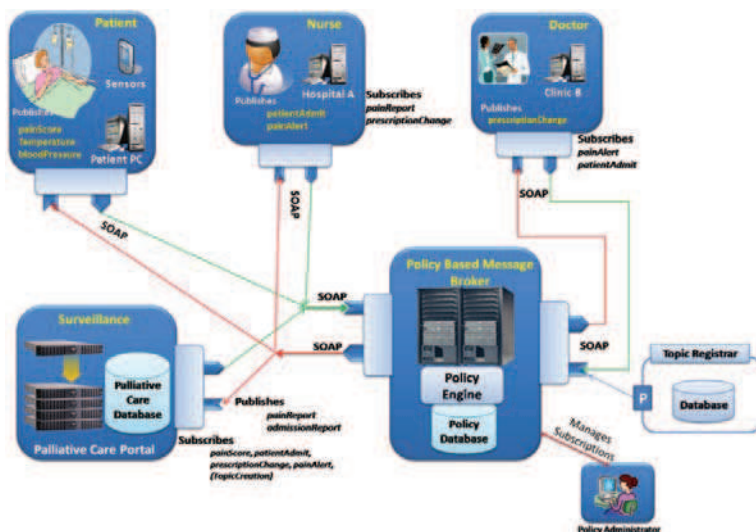 Patient
Sensors
Publishes
painScore
Temperature
MoodPressure
Patient PC
SOAP
Nurse
Hospital A
Publishes
patientAdmit
painAlert
Subscribes
painReport
prescriptionChange
SOAP
Doctor
Clinic B
Publishes
prescriptionChange
Subscribes
painAlert
patientAdmit
Surveillance
Palliative
Care
Database
Palliative Care Portal
Publishes
painReport
admissionReport
Subscribes
painScore, patientAdmit,
prescriptionChange, painAlert,
[TopicCreation]
SOAP
SOAP
Policy Based Message
Broker
Policy
Engine
Policy
Database
SOAP
Topic Registrar
P
Database
Manages
Subscriptions
Policy Administrator